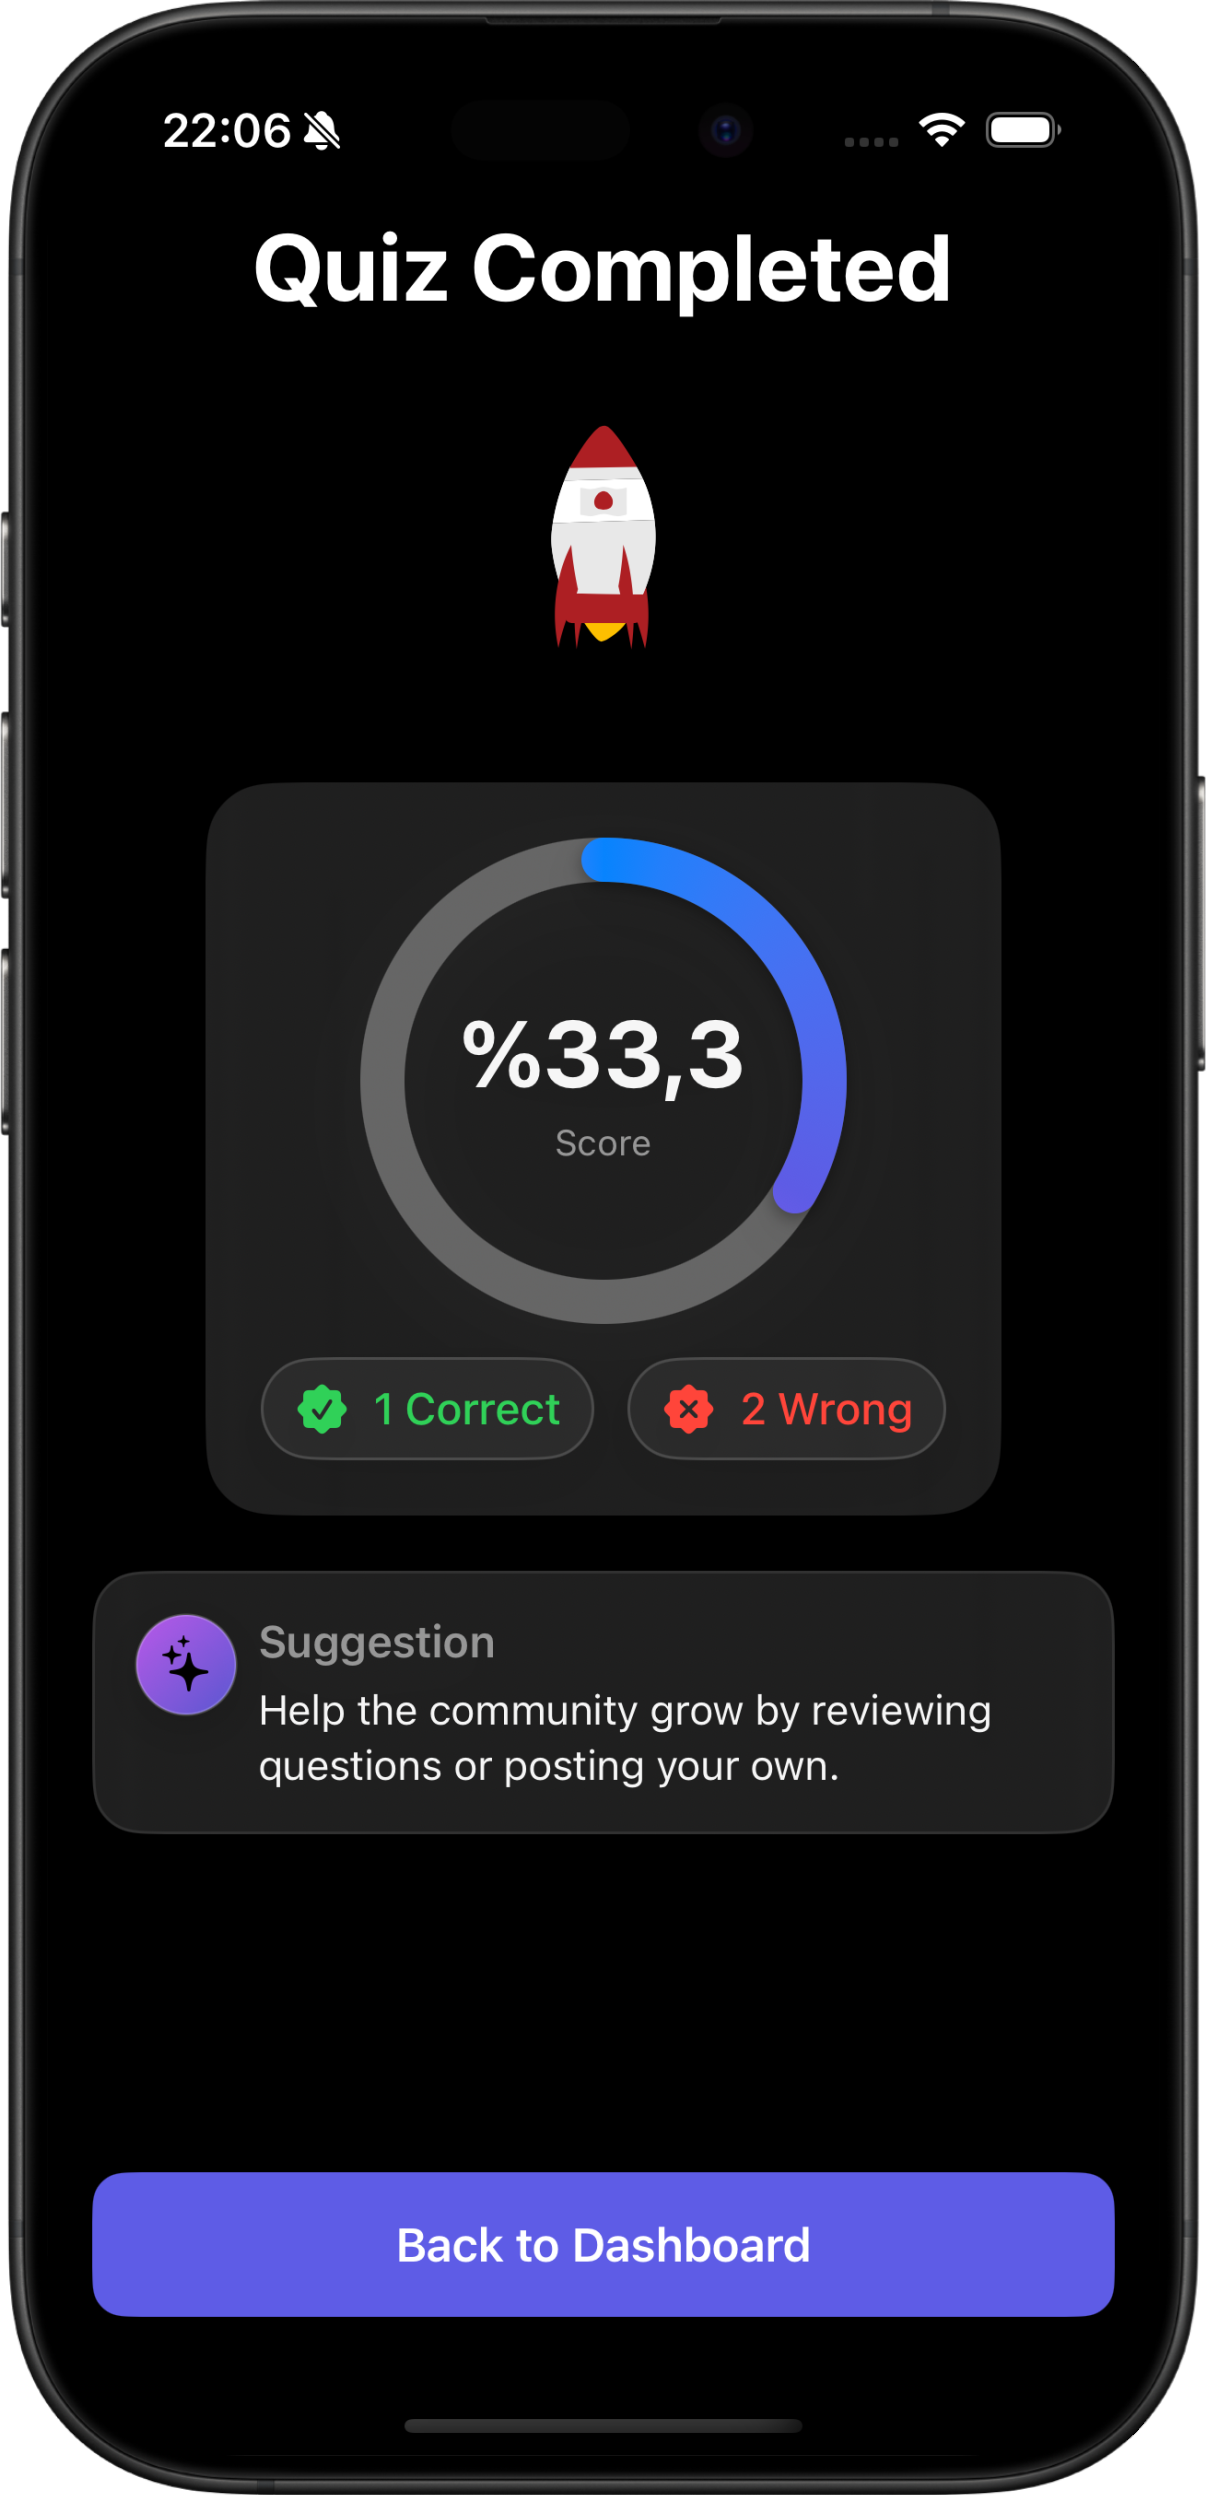 22:06
Quiz Completed
%33,3
Score
1 Correct
2 Wrong
Suggestion
Help the community grow by reviewing
questions or posting your own.
Back to Dashboard